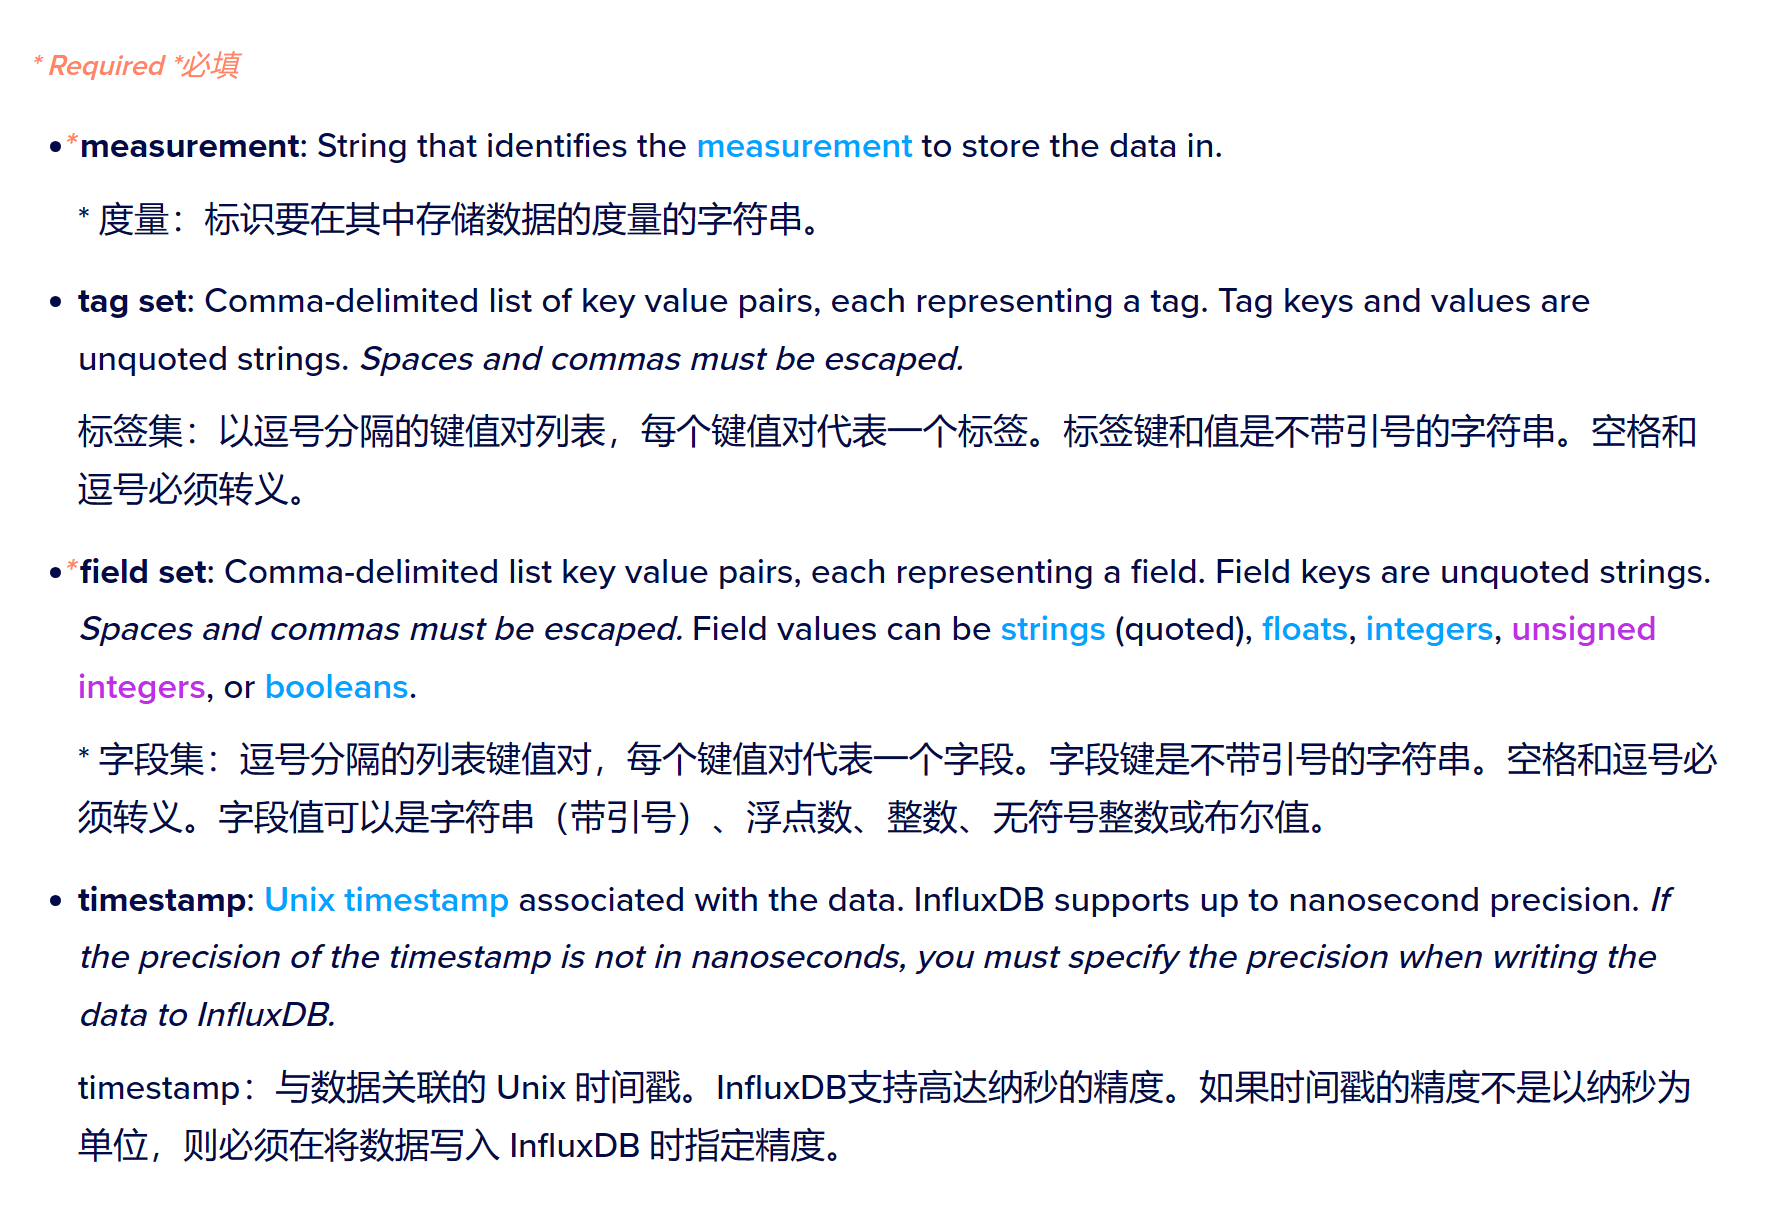 * Required *必填
• *measurement: String that identifies the measurement to store the data in.
* 度量：标识要在其中存储数据的度量的字符串。
• tag set: Comma-delimited list of key value pairs, each representing a tag. Tag keys and values are
unquoted strings. Spaces and commas must be escaped.
标签集：以逗号分隔的键值对列表，每个键值对代表一个标签。标签键和值是不带引号的字符串。空格和
逗号必须转义。
• *field set: Comma-delimited list key value pairs, each representing a field. Field keys are unquoted strings.
Spaces and commas must be escaped. Field values can be strings (quoted), floats, integers, unsigned
integers, or booleans.
* 字段集：逗号分隔的列表键值对，每个键值对代表一个字段。字段键是不带引号的字符串。空格和逗号必
须转义。字段值可以是字符串（带引号）、浮点数、整数、无符号整数或布尔值。
• timestamp: Unix timestamp associated with the data. InfluxDB supports up to nanosecond precision. If
the precision of the timestamp is not in nanoseconds, you must specify the precision when writing the
data to InfluxDB.
timestamp：与数据关联的 Unix 时间戳。InfluxDB支持高达纳秒的精度。如果时间戳的精度不是以纳秒为
单位，则必须在将数据写入 InfluxDB 时指定精度。